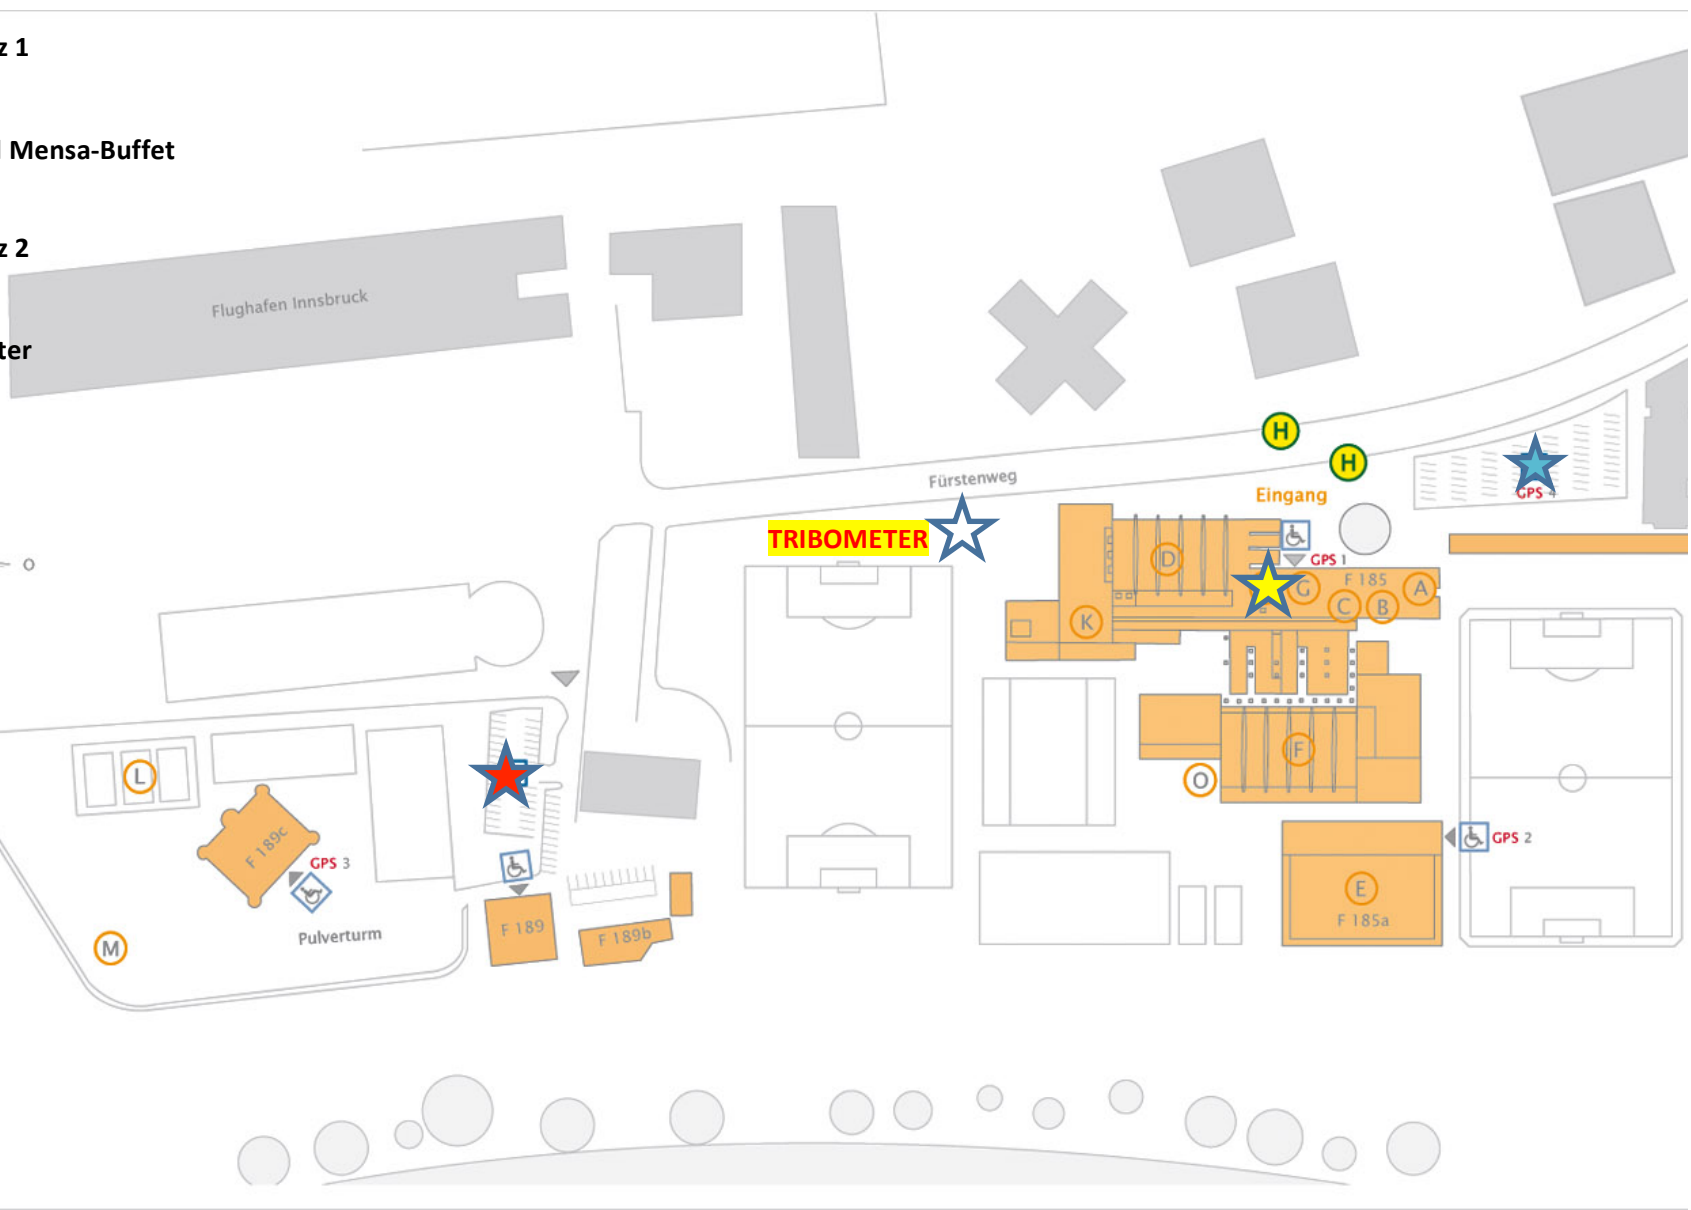 z 1
Mensa-Buffet
z 2
ter
Flughafen Innsbruck
H
H
Fürstenweg
Eingang
GPS 4
TRIBOMETER
GPS 1
D
G
F 185
A
C
B
K
O
L
F
O
F 189c
GPS 3
GPS 2
E
F 185a
F 189
F 189b
Pulverturm
M